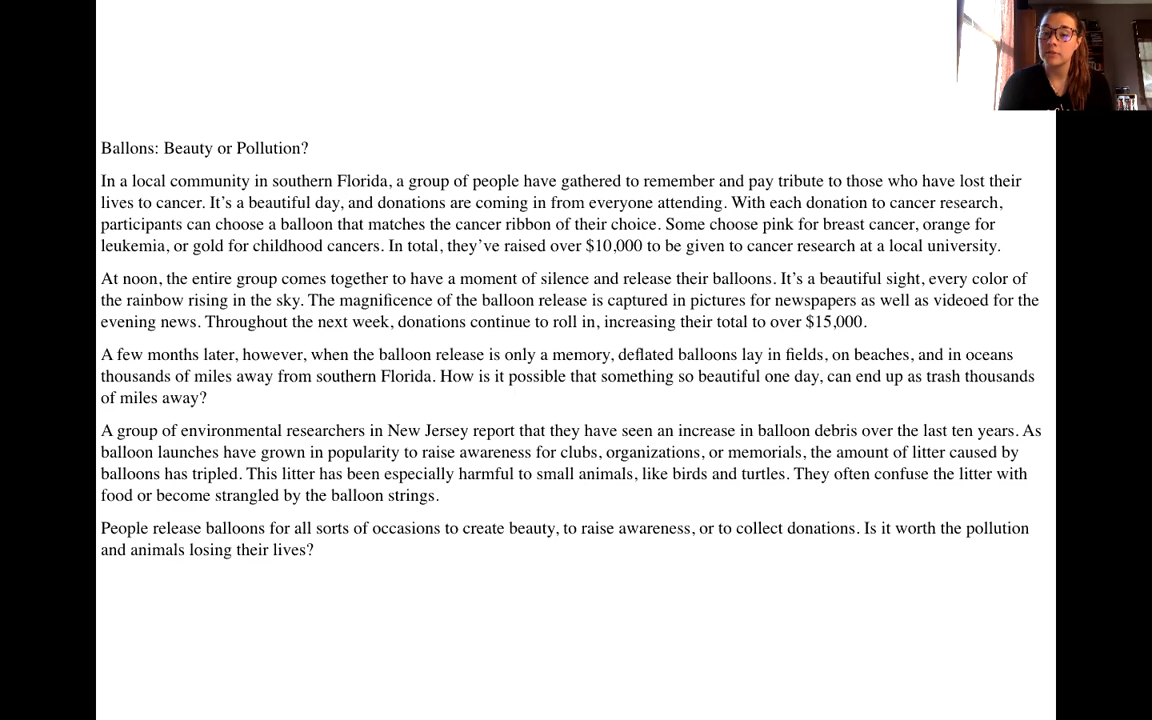 Ballons: Beauty or Pollution?
In a local community in southern Florida, a group of people have gathered to remember and pay tribute to those who have lost their
lives to cancer. It’s a beautiful day, and donations are coming in from everyone attending. With each donation to cancer research,
participants can choose a balloon that matches the cancer ribbon of their choice. Some choose pink for breast cancer, orange for
leukemia, or gold for childhood cancers. In total, they’ve raised over $10,000 to be given to cancer research at a local university.
At noon, the entire group comes together to have a moment of silence and release their balloons. It’s a beautiful sight, every color of
the rainbow rising in the sky. The magnificence of the balloon release is captured in pictures for newspapers as well as videoed for the
evening news. Throughout the next week, donations continue to roll in, increasing their total to over $15,000.
A few months later, however, when the balloon release is only a memory, deflated balloons lay in fields, on beaches, and in oceans
thousands of miles away from southern Florida. How is it possible that something so beautiful one day, can end up as trash thousands
of miles away?
A group of environmental researchers in New Jersey report that they have seen an increase in balloon debris over the last ten years. As
balloon launches have grown in popularity to raise awareness for clubs, organizations, or memorials, the amount of litter caused by
balloons has tripled. This litter has been especially harmful to small animals, like birds and turtles. They often confuse the litter with
food or become strangled by the balloon strings.
People release balloons for all sorts of occasions to create beauty, to raise awareness, or to collect donations. Is it worth the pollution
and animals losing their lives?